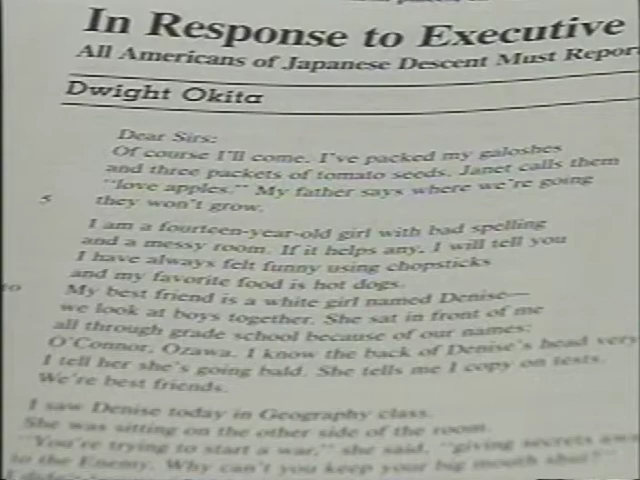 In Response to Executive
All Americans of Japanese Descent Must Repor
Dwight Okita
Dear Sirs:
Of course I'll come. I've packed my galoshes
and three packets of tomato seeds. Janet calls them
"love apples." My father says where we're going
5 they won't grow.
I am a fourteen-year-old girl with bad spelling
and a messy room. If it helps any, I will tell you
I have always felt funny using chopsticks
and my favorite food is hot dogs.
10 My best friend is a white girl named Denise—
we look at boys together. She sat in front of me
all through grade school because of our names:
O'Connor, Ozawa. I know the back of Denise's head very
I tell her she's going bald. She tells me I copy on tests.
We're best friends.
I saw Denise today in Geography class.
She was sitting on the other side of the room.
"You're trying to start a war," she said, "giving secrets awa
to the Enemy. Why can't you keep your big mouth shut?"
I didn't